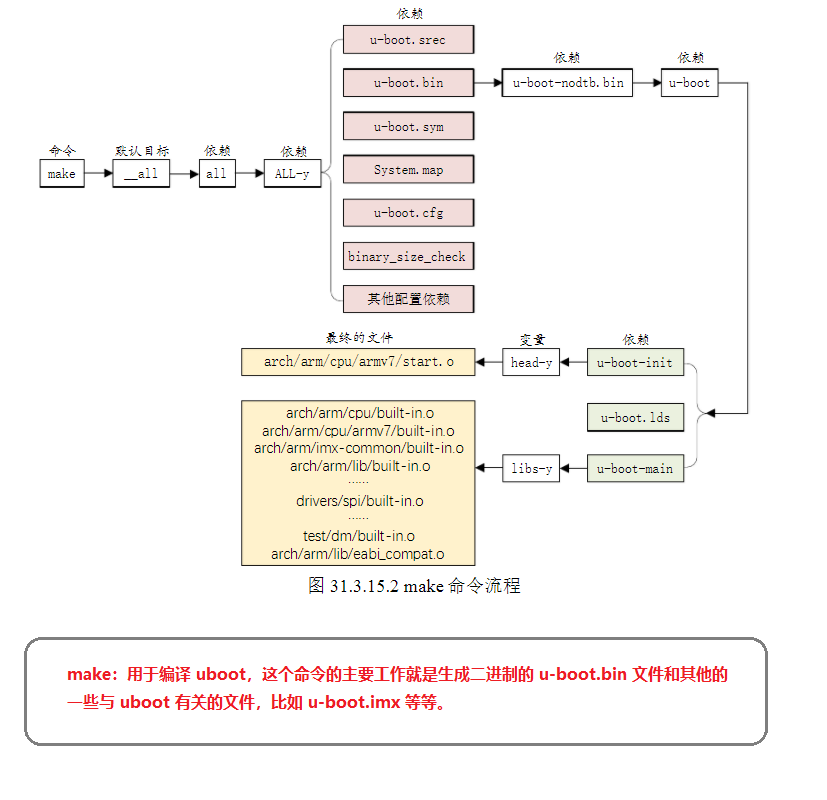 依赖
u-boot.srec
依赖
依赖
u-boot.bin
u-boot-nodtb.bin
u-boot
u-boot.sym
命令
默认目标
依赖
依赖
make
__all
all
ALL-y
System.map
u-boot.cfg
binary_size_check
其他配置依赖
最终的文件
变量
依赖
arch/arm/cpu/armv7/start.o
head-y
u-boot-init
arch/arm/cpu/built-in.o
arch/arm/cpu/armv7/built-in.o
arch/arm/imx-common/built-in.o
arch/arm/lib/built-in.o
......
drivers/spi/built-in.o
......
test/dm/built-in.o
arch/arm/lib/eabi_compat.o
u-boot.lds
libs-y
u-boot-main
图 31.3.15.2 make 命令流程
make：用于编译 uboot，这个命令的主要工作就是生成二进制的 u-boot.bin 文件和其他的
一些与 uboot 有关的文件，比如 u-boot.imx 等等。